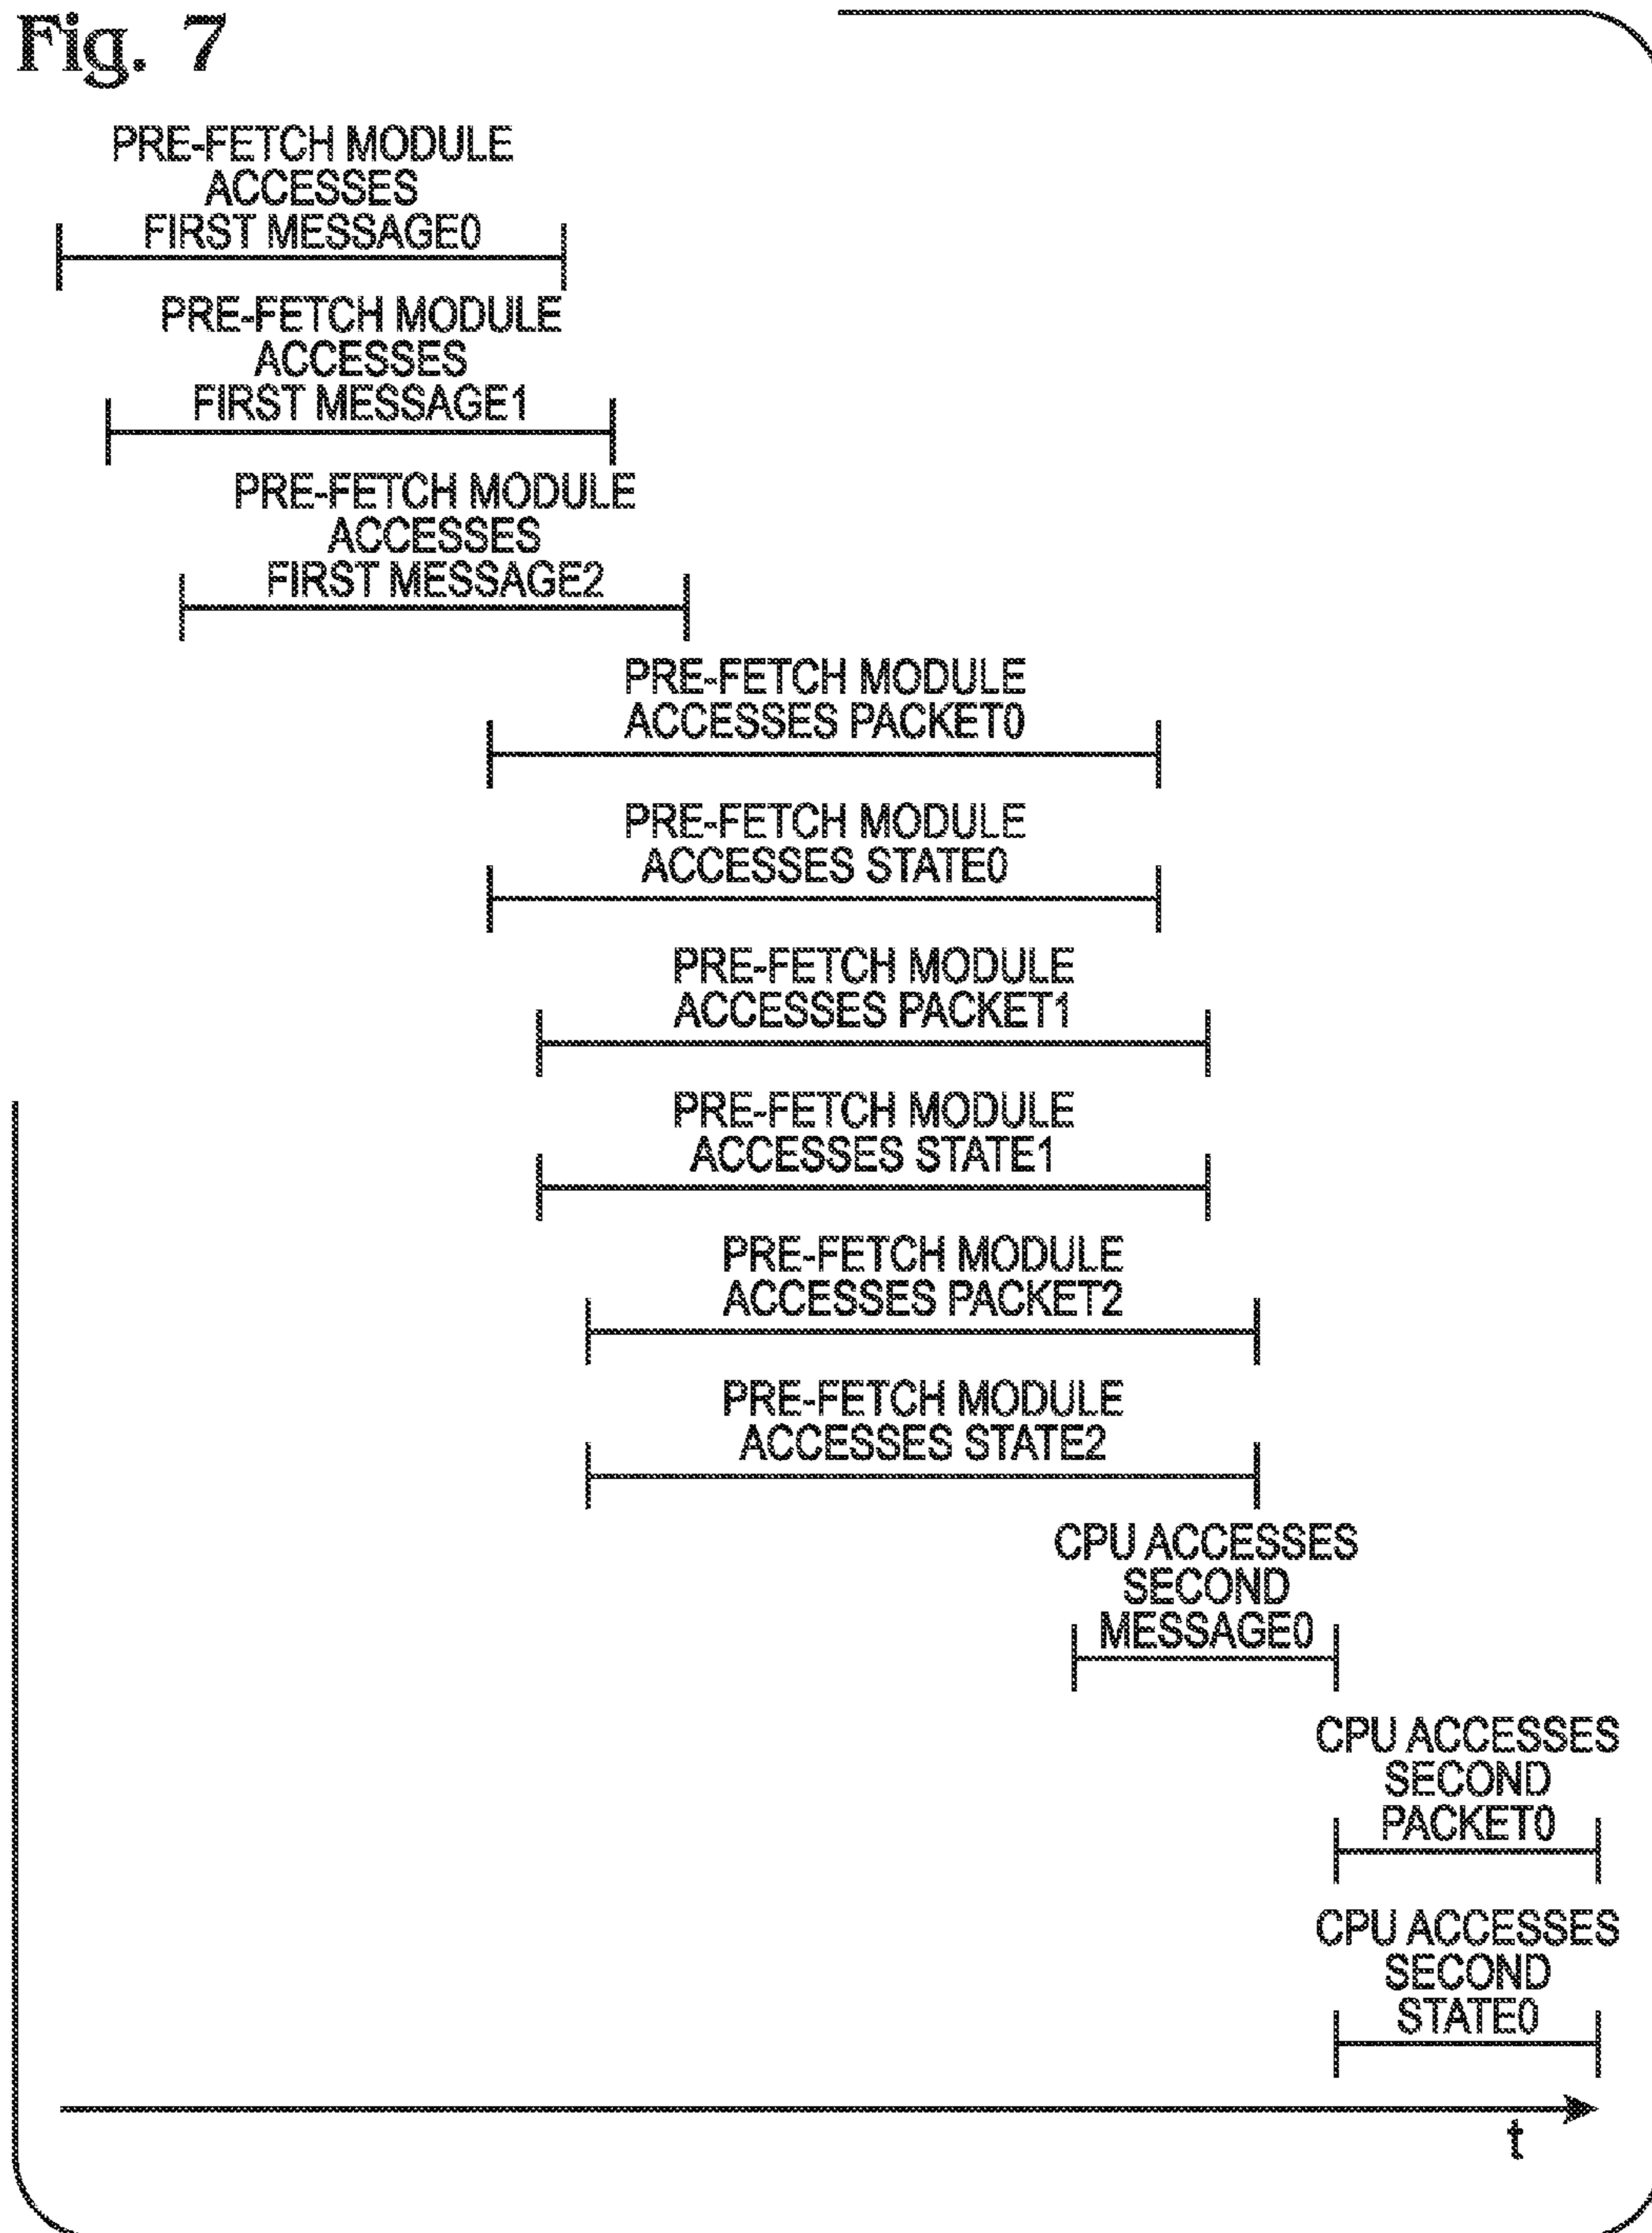 Fig. 7
PRE-FETCH MODULE
ACCESSES
FIRST MESSAGE0
PRE-FETCH MODULE
ACCESSES
FIRST MESSAGE1
PRE-FETCH MODULE
ACCESSES
FIRST MESSAGE2
PRE-FETCH MODULE
ACCESSES PACKET0
PRE-FETCH MODULE
ACCESSES STATE0
PRE-FETCH MODULE
ACCESSES PACKET1
PRE-FETCH MODULE
ACCESSES STATE1
PRE-FETCH MODULE
ACCESSES PACKET2
PRE-FETCH MODULE
ACCESSES STATE2
CPU ACCESSES
SECOND
MESSAGE0
CPU ACCESSES
SECOND
PACKET0
CPU ACCESSES
SECOND
STATE0
t